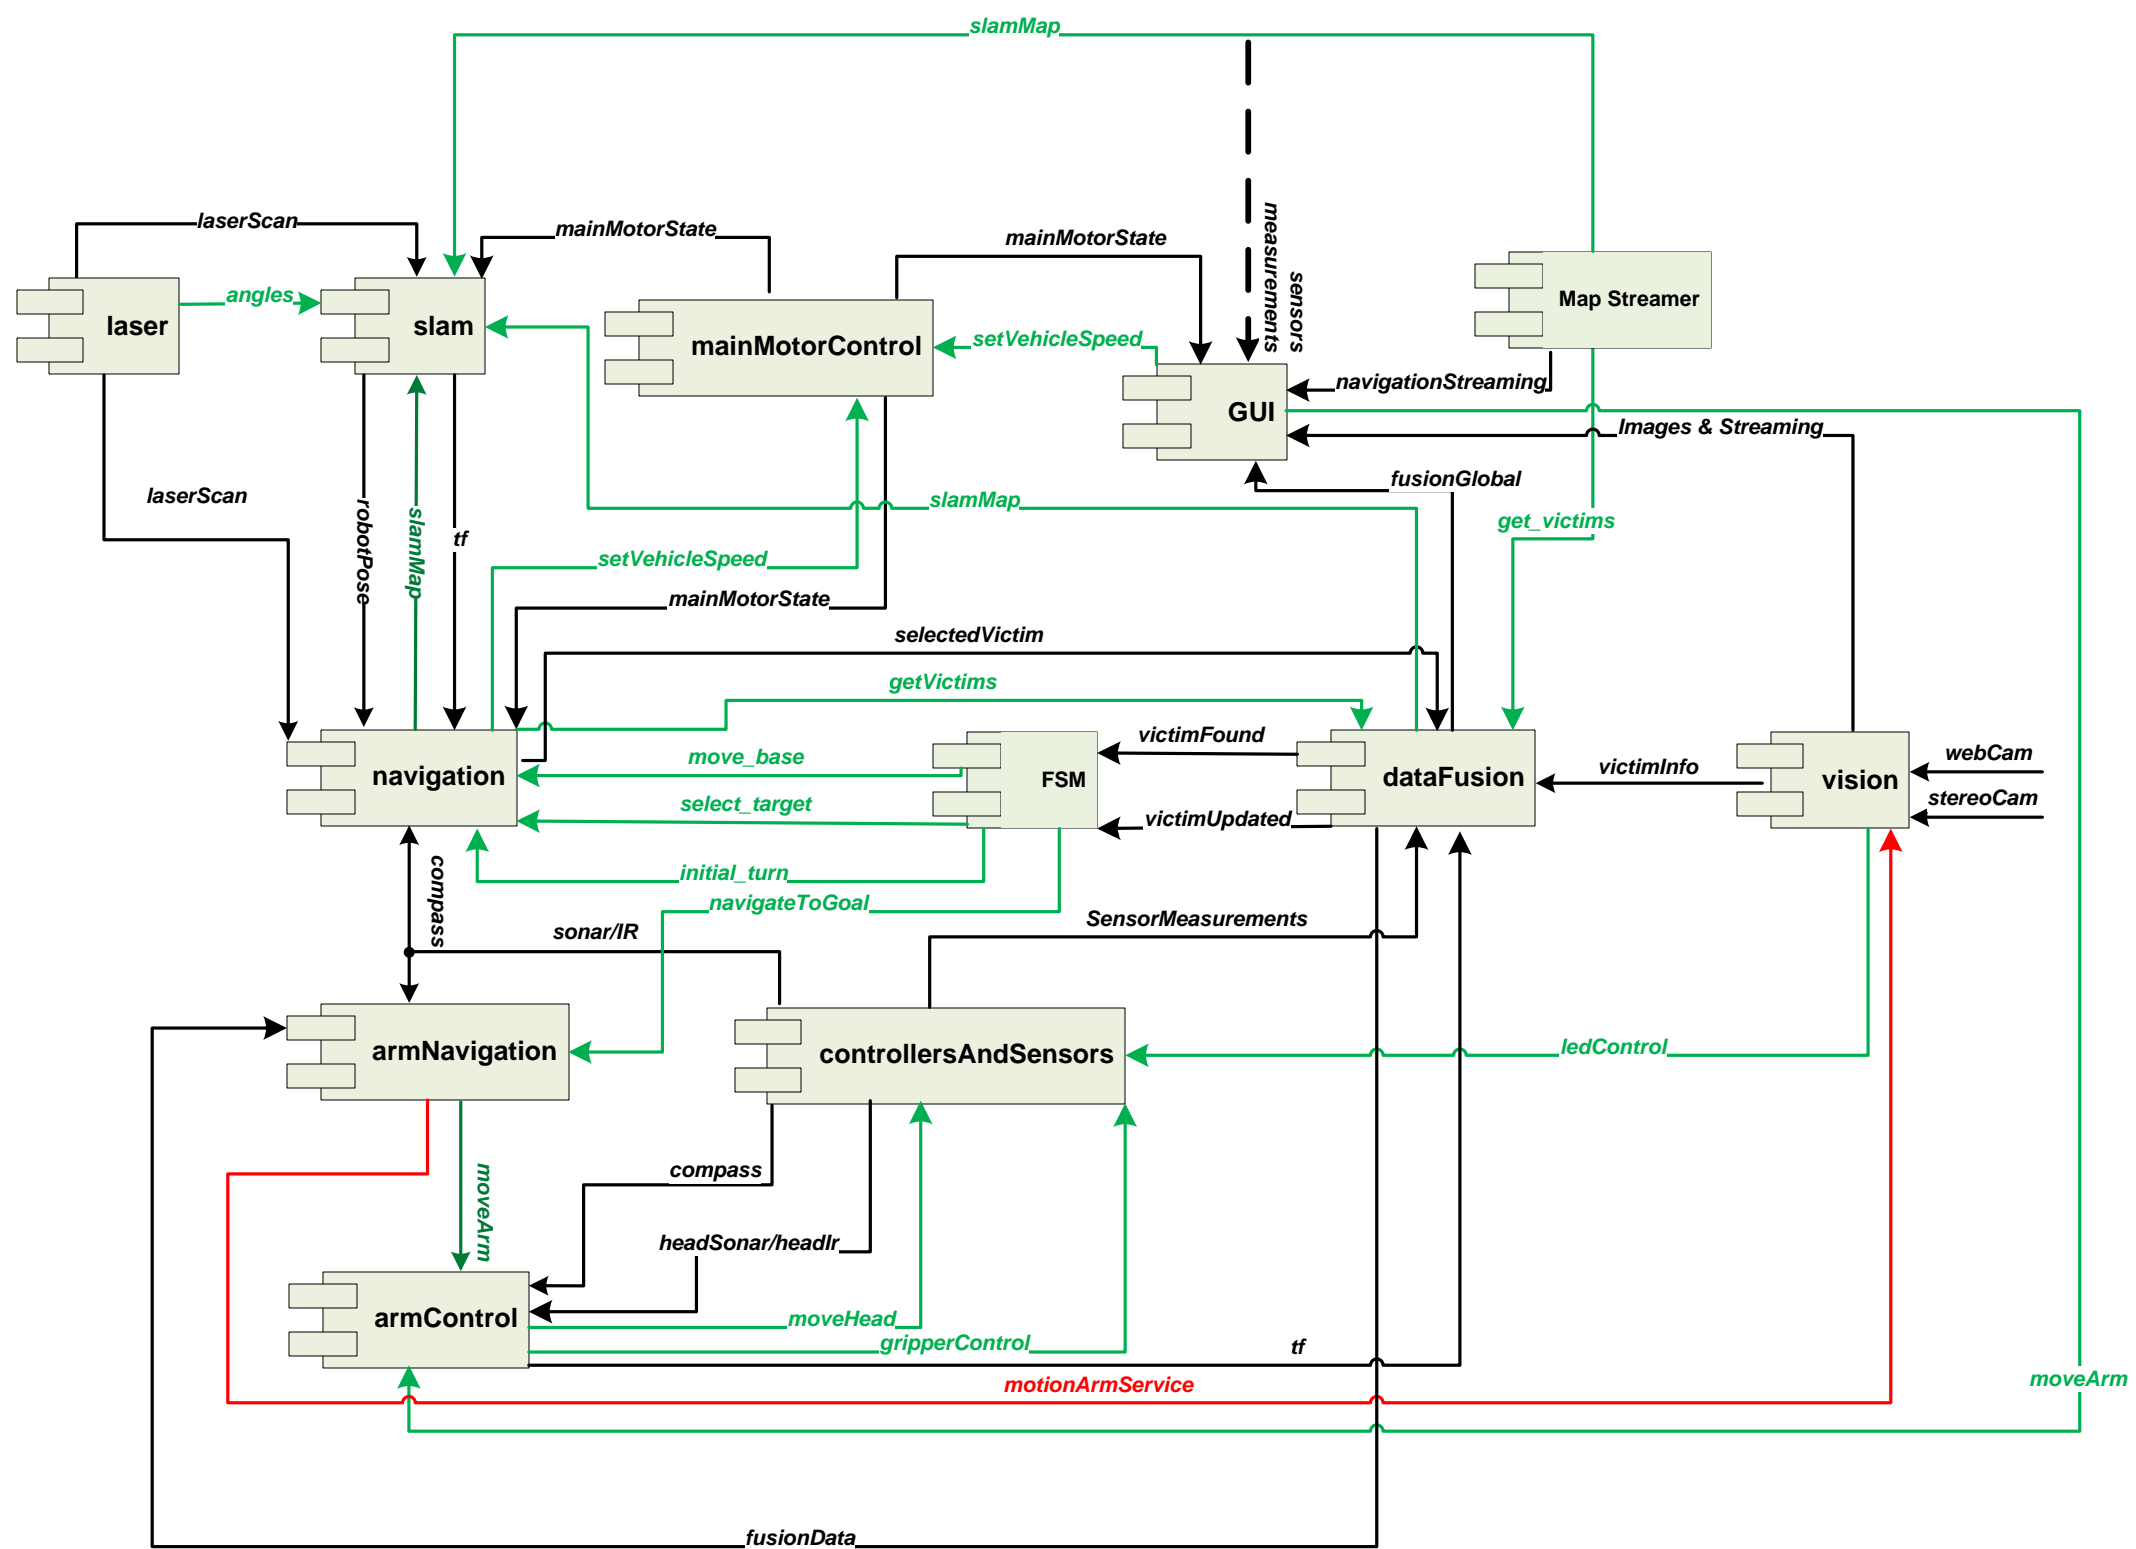 slamMap
laserScan
mainMotorState
mainMotorState
sensors
measurements
angles
laser
slam
mainMotorControl
setVehicleSpeed
Map Streamer
navigationStreaming
GUI
Images & Streaming
fusionGlobal
laserScan
robotPose
slamMap
tf
slamMap
get_victims
setVehicleSpeed
mainMotorState
selectedVictim
getVictims
victimFound
move_base
navigation
FSM
dataFusion
victimInfo
vision
webCam
stereoCam
select_target
victimUpdated
initial_turn
compass
navigateToGoal
sonar/IR
SensorMeasurements
armNavigation
controllersAndSensors
ledControl
moveArm
compass
headSonar/headIr
armControl
moveHead
gripperControl
tf
motionArmService
moveArm
fusionData